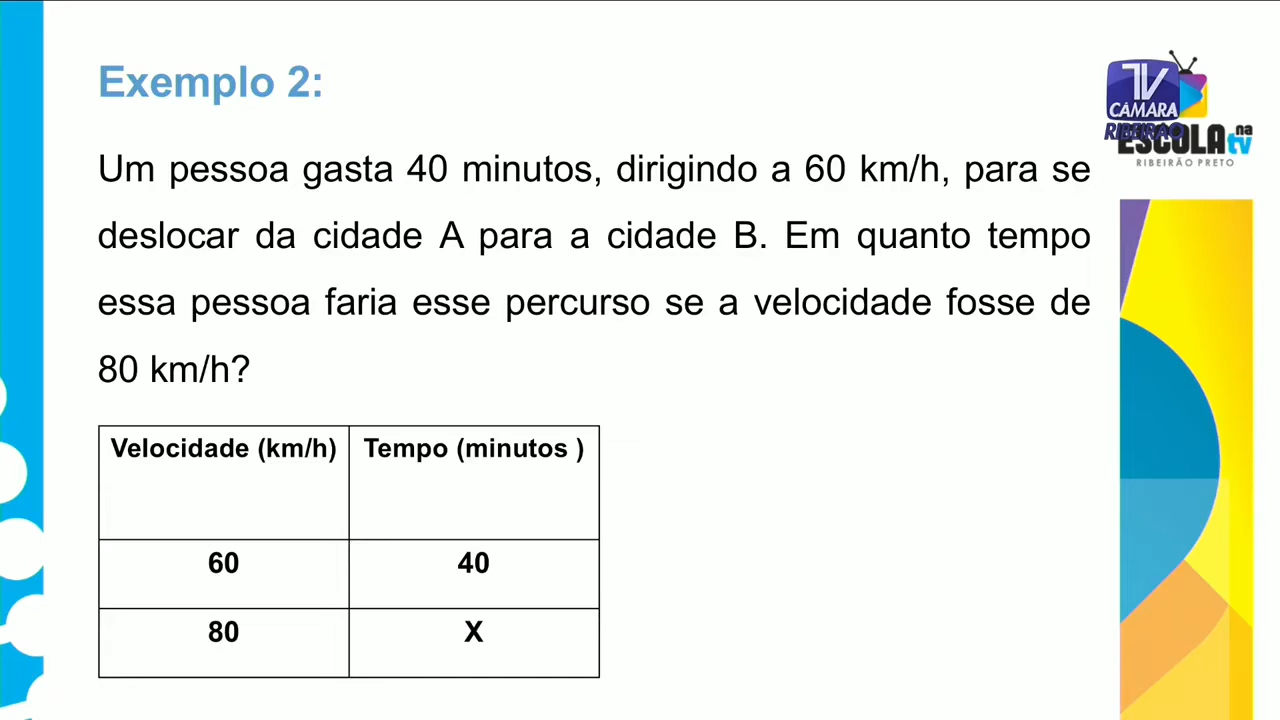 Exemplo 2:
TV
CÂMARA
RIBEIRÃO
ESCOLA na tv
RIBEIRÃO PRETO
Um pessoa gasta 40 minutos, dirigindo a 60 km/h, para se
deslocar da cidade A para a cidade B. Em quanto tempo
essa pessoa faria esse percurso se a velocidade fosse de
80 km/h?
Velocidade (km/h) Tempo (minutos )
60 40
80 X